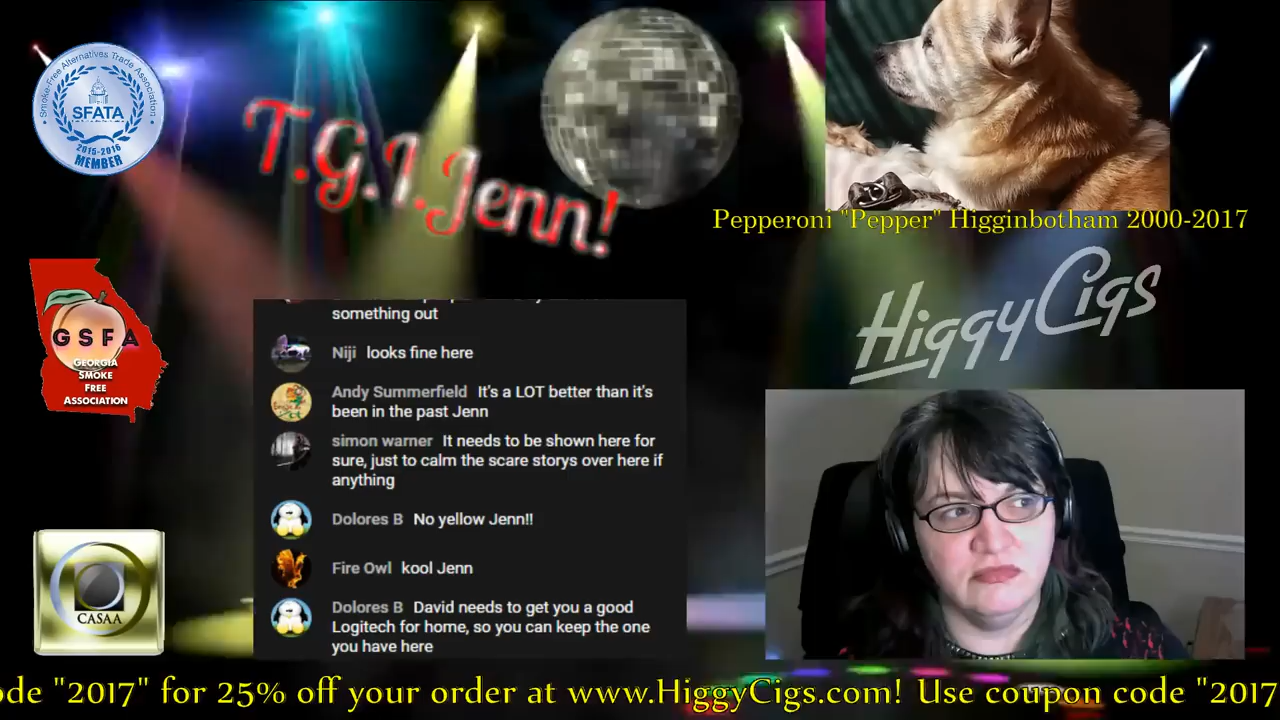 Smoke-Free Alternatives Trade Association
SFATA
2015-2016
MEMBER
T.G.I.Jenn!
Pepperoni "Pepper" Higginbotham 2000-2017
HiggyCigs
GSFA
GEORGIA
SMOKE
FREE
ASSOCIATION
something out
Niji looks fine here
Andy Summerfield It's a LOT better than it's
been in the past Jenn
simon warner It needs to be shown here for
sure, just to calm the scare storys over here if
anything
Dolores B No yellow Jenn!!
Fire Owl kool Jenn
Dolores B David needs to get you a good
Logitech for home, so you can keep the one
you have here
CASAA
ode "2017" for 25% off your order at www.HiggyCigs.com! Use coupon code "2017